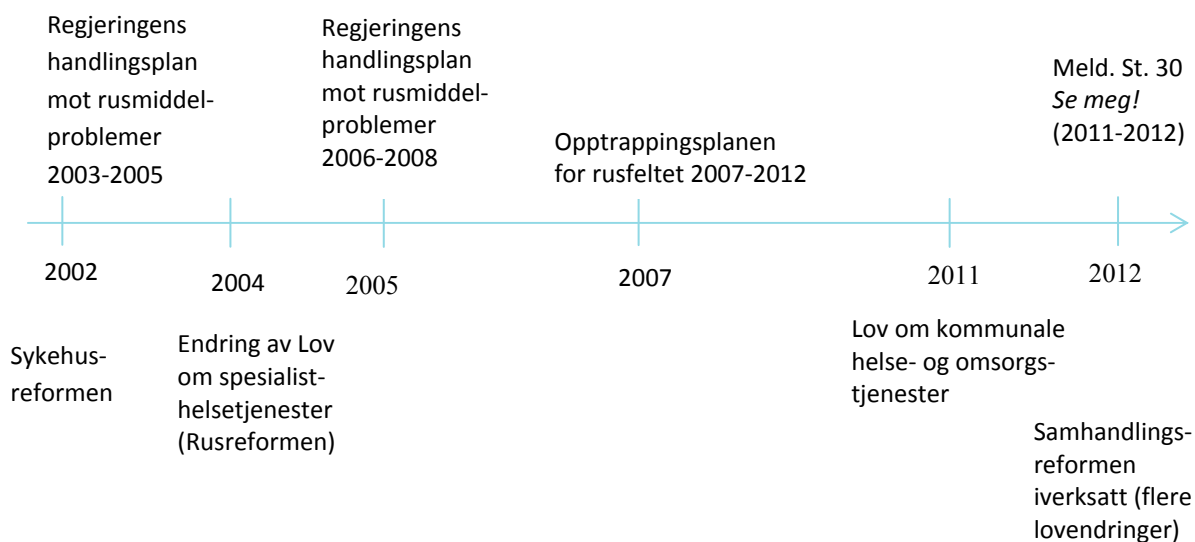 Regjeringens
handlingsplan
mot rusmiddel-
problemer
2003-2005
Regjeringens
handlingsplan
mot rusmiddel-
problemer
2006-2008
Opptrappingsplanen
for rusfeltet 2007-2012
Meld. St. 30
Se meg!
(2011-2012)
2002
2004
2005
2007
2011
2012
Sykehus-
reformen
Endring av Lov
om spesialist-
helsetjenester
(Rusreformen)
Lov om kommunale
helse- og omsorgs-
tjenester
Samhandlings-
reformen
iverksatt (flere
lovendringer)